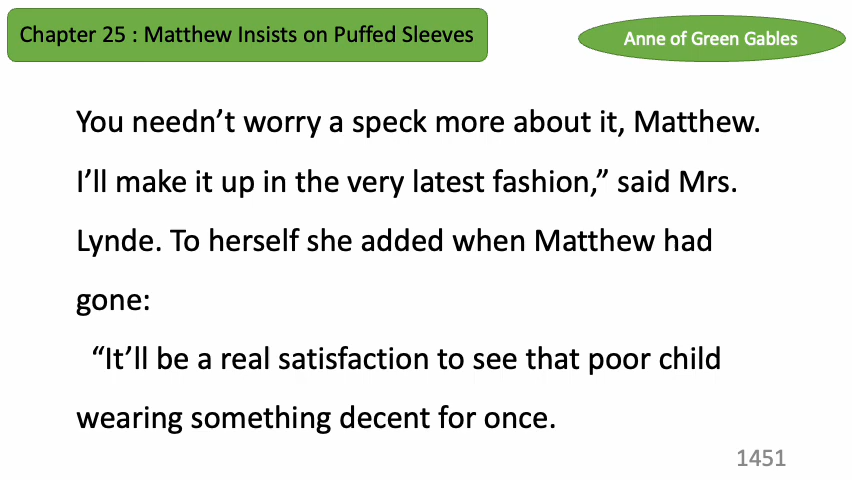 Chapter 25 : Matthew Insists on Puffed Sleeves
Anne of Green Gables
You needn’t worry a speck more about it, Matthew.
I’ll make it up in the very latest fashion,” said Mrs.
Lynde. To herself she added when Matthew had
gone:
“It’ll be a real satisfaction to see that poor child
wearing something decent for once.
1451